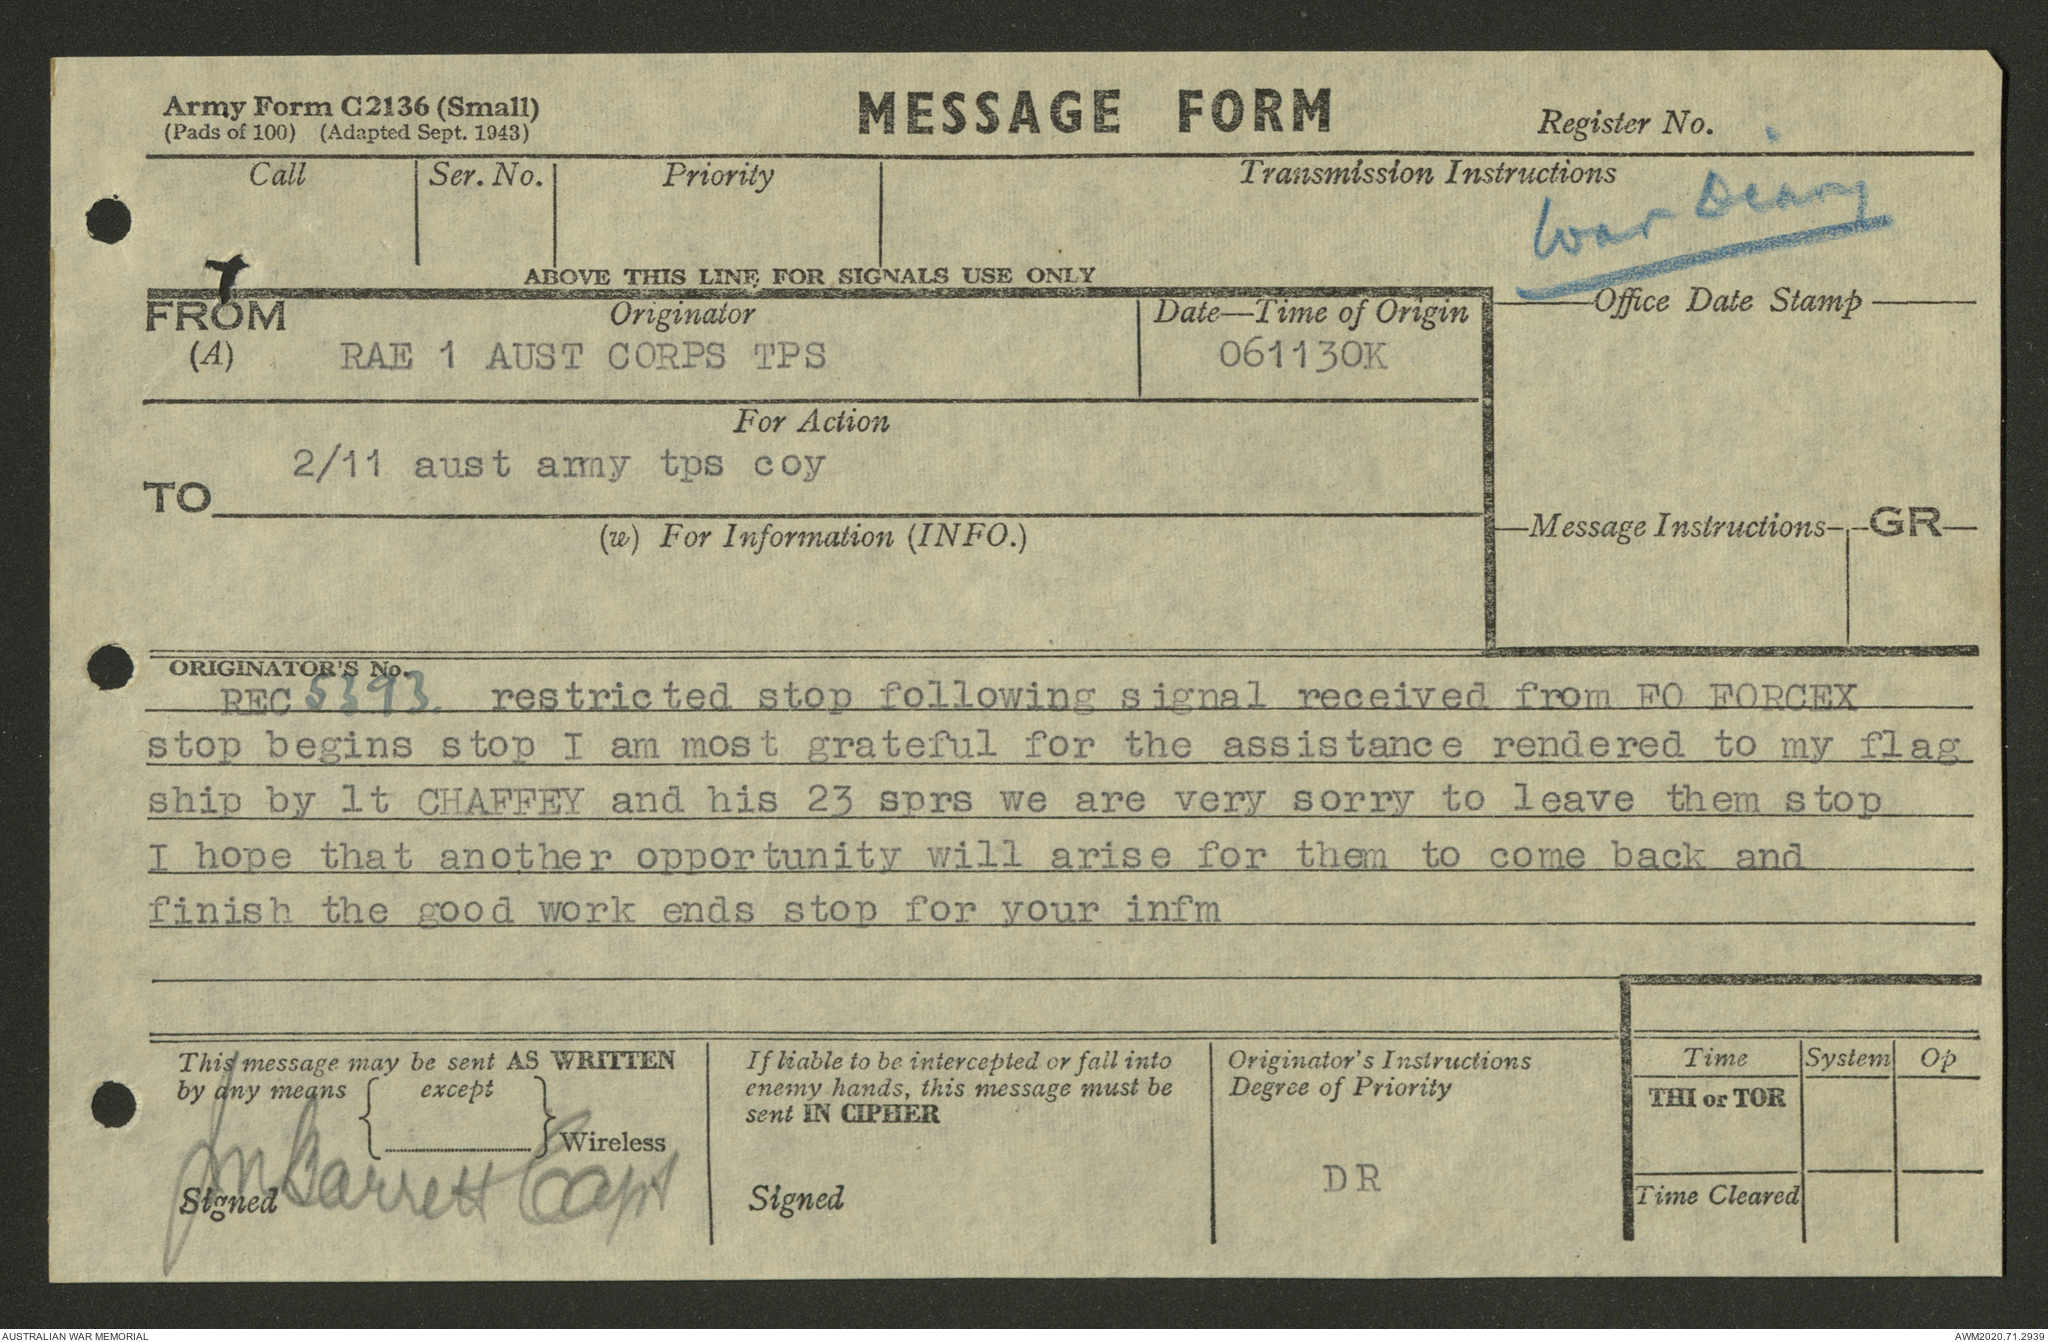 Army Form C2136 (Small)
(Pads of 100) (Adapted Sept. 1943)
MESSAGE FORM
Register No.
Call
Ser. No.
Priority
Transmission Instructions
War Diary
ABOVE THIS LINE FOR SIGNALS USE ONLY
FROM
(A)
Originator
RAE 1 AUST CORPS TPS
Date—Time of Origin
061130K
Office Date Stamp
For Action
2/11 aust army tps coy
TO
(w) For Information (INFO.)
Message Instructions
GR
ORIGINATOR'S No.
REC 5393. restricted stop following signal received from FO FORCEX
stop begins stop I am most grateful for the assistance rendered to my flag
ship by lt CHAFFEY and his 23 sprs we are very sorry to leave them stop
I hope that another opportunity will arise for them to come back and
finish the good work ends stop for your infm
This message may be sent AS WRITTEN
by any means { except
} Wireless
Signed
JM Barrett Capt
If liable to be intercepted or fall into
enemy hands, this message must be
sent IN CIPHER
Signed
Originator's Instructions
Degree of Priority
DR
Time
System
Op
THI or TOR
Time Cleared
AUSTRALIAN WAR MEMORIAL
AWM2020.71.2939